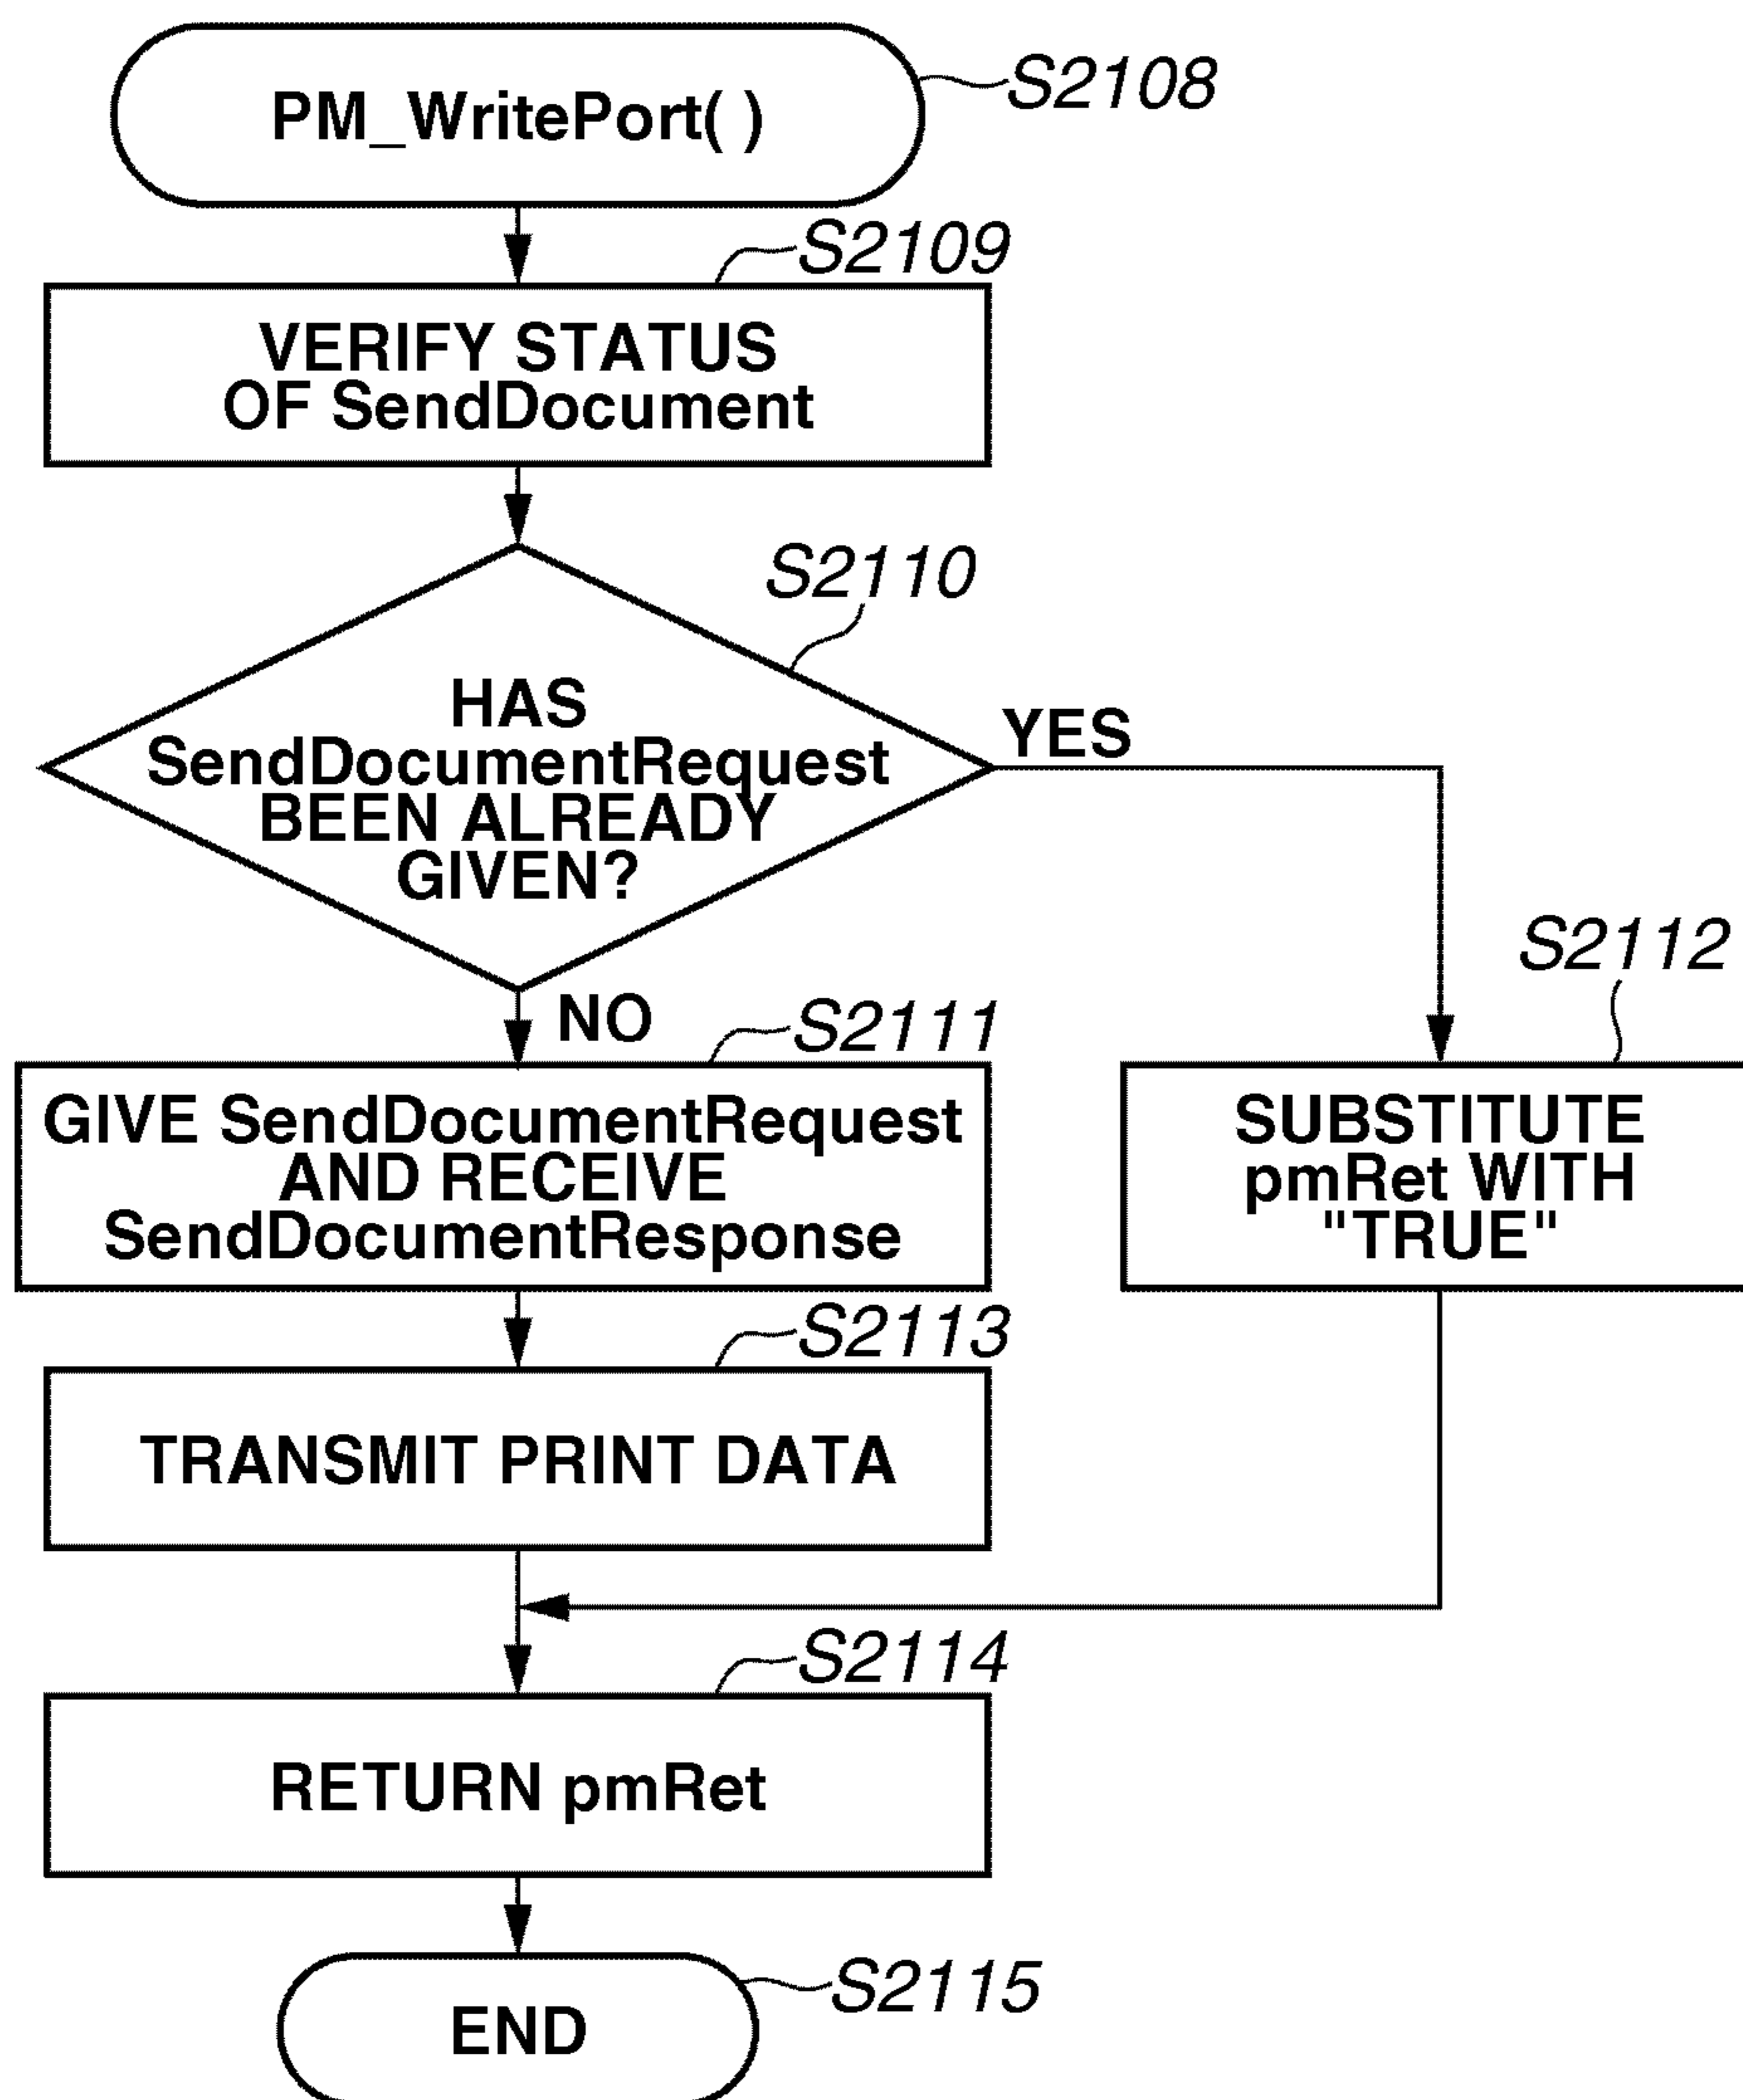 PM_WritePort( )
S2108
S2109
VERIFY STATUS
OF SendDocument
S2110
HAS
SendDocumentRequest
BEEN ALREADY
GIVEN?
YES
NO
S2111
GIVE SendDocumentRequest
AND RECEIVE
SendDocumentResponse
S2112
SUBSTITUTE
pmRet WITH
"TRUE"
S2113
TRANSMIT PRINT DATA
S2114
RETURN pmRet
END
S2115